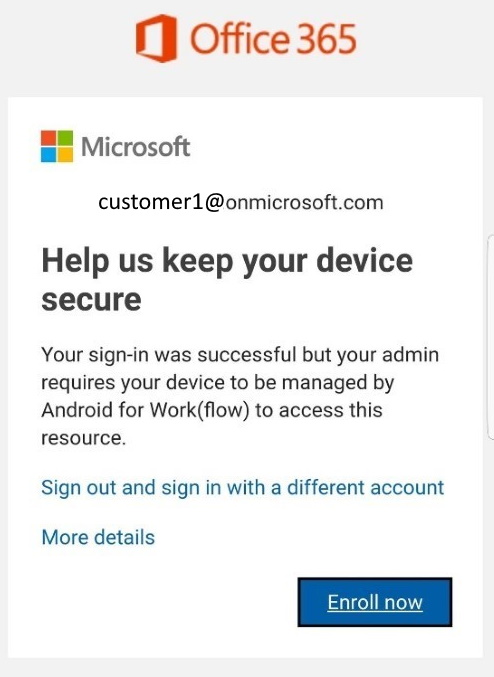 Office 365
Microsoft
customer1@onmicrosoft.com
Help us keep your device
secure
Your sign-in was successful but your admin
requires your device to be managed by
Android for Work(flow) to access this
resource.
Sign out and sign in with a different account
More details
Enroll now